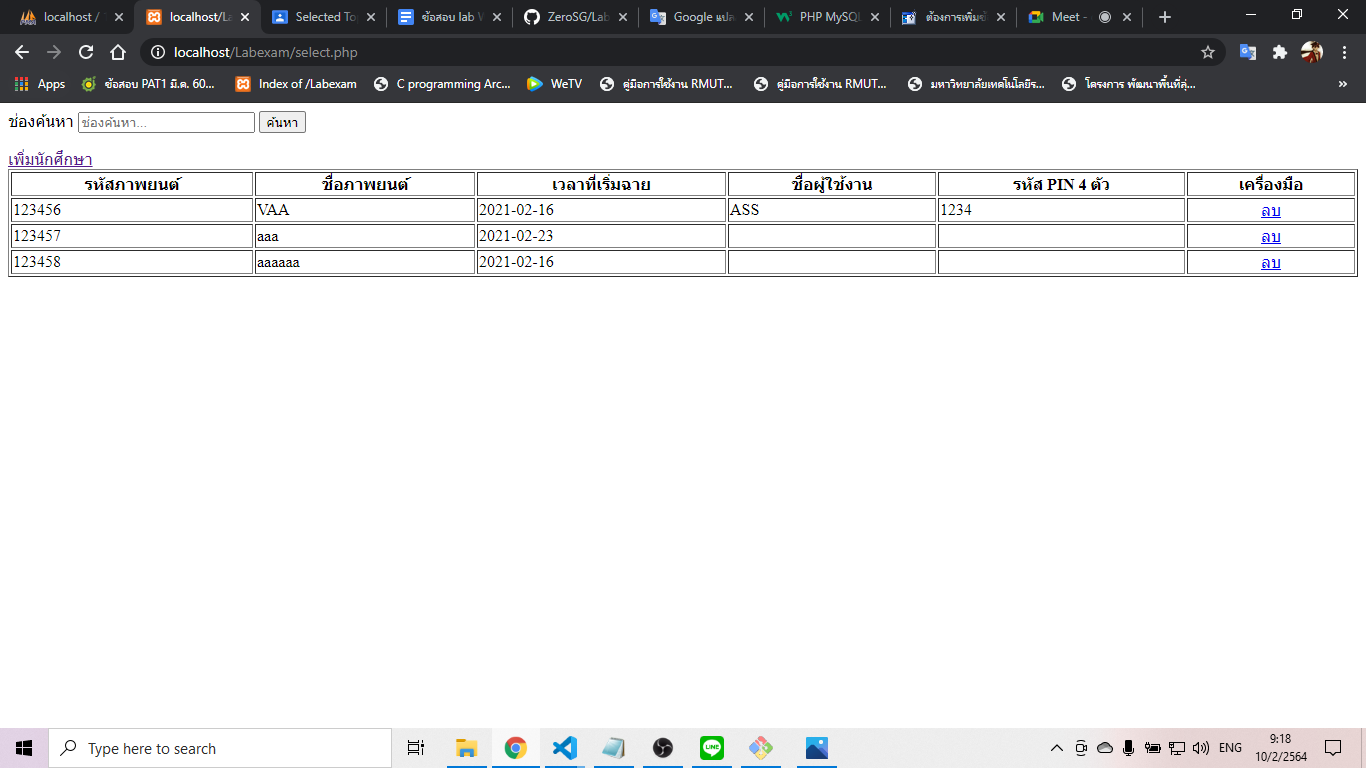 localhost / 
localhost/La
Selected To
ข้อสอบ lab W
ZeroSG/Lab
Google แปล
PHP MySQL
ต้องการเพิ่มข้
Meet -
localhost/Labexam/select.php
Apps
ข้อสอบ PAT1 มี.ค. 60...
Index of /Labexam
C programming Arc...
WeTV
คู่มือการใช้งาน RMUT...
คู่มือการใช้งาน RMUT...
มหาวิทยาลัยเทคโนโลยีร...
โครงการ พัฒนาพื้นที่สุ่...
»
ช่องค้นหา ช่องค้นหา... ค้นหา
เพิ่มนักศึกษา
รหัสภาพยนต์ ชื่อภาพยนต์ เวลาที่เริ่มฉาย ชื่อผู้ใช้งาน รหัส PIN 4 ตัว เครื่องมือ
123456 VAA 2021-02-16 ASS 1234 ลบ
123457 aaa 2021-02-23 ลบ
123458 aaaaaa 2021-02-16 ลบ
Type here to search
ENG
9:18
10/2/2564